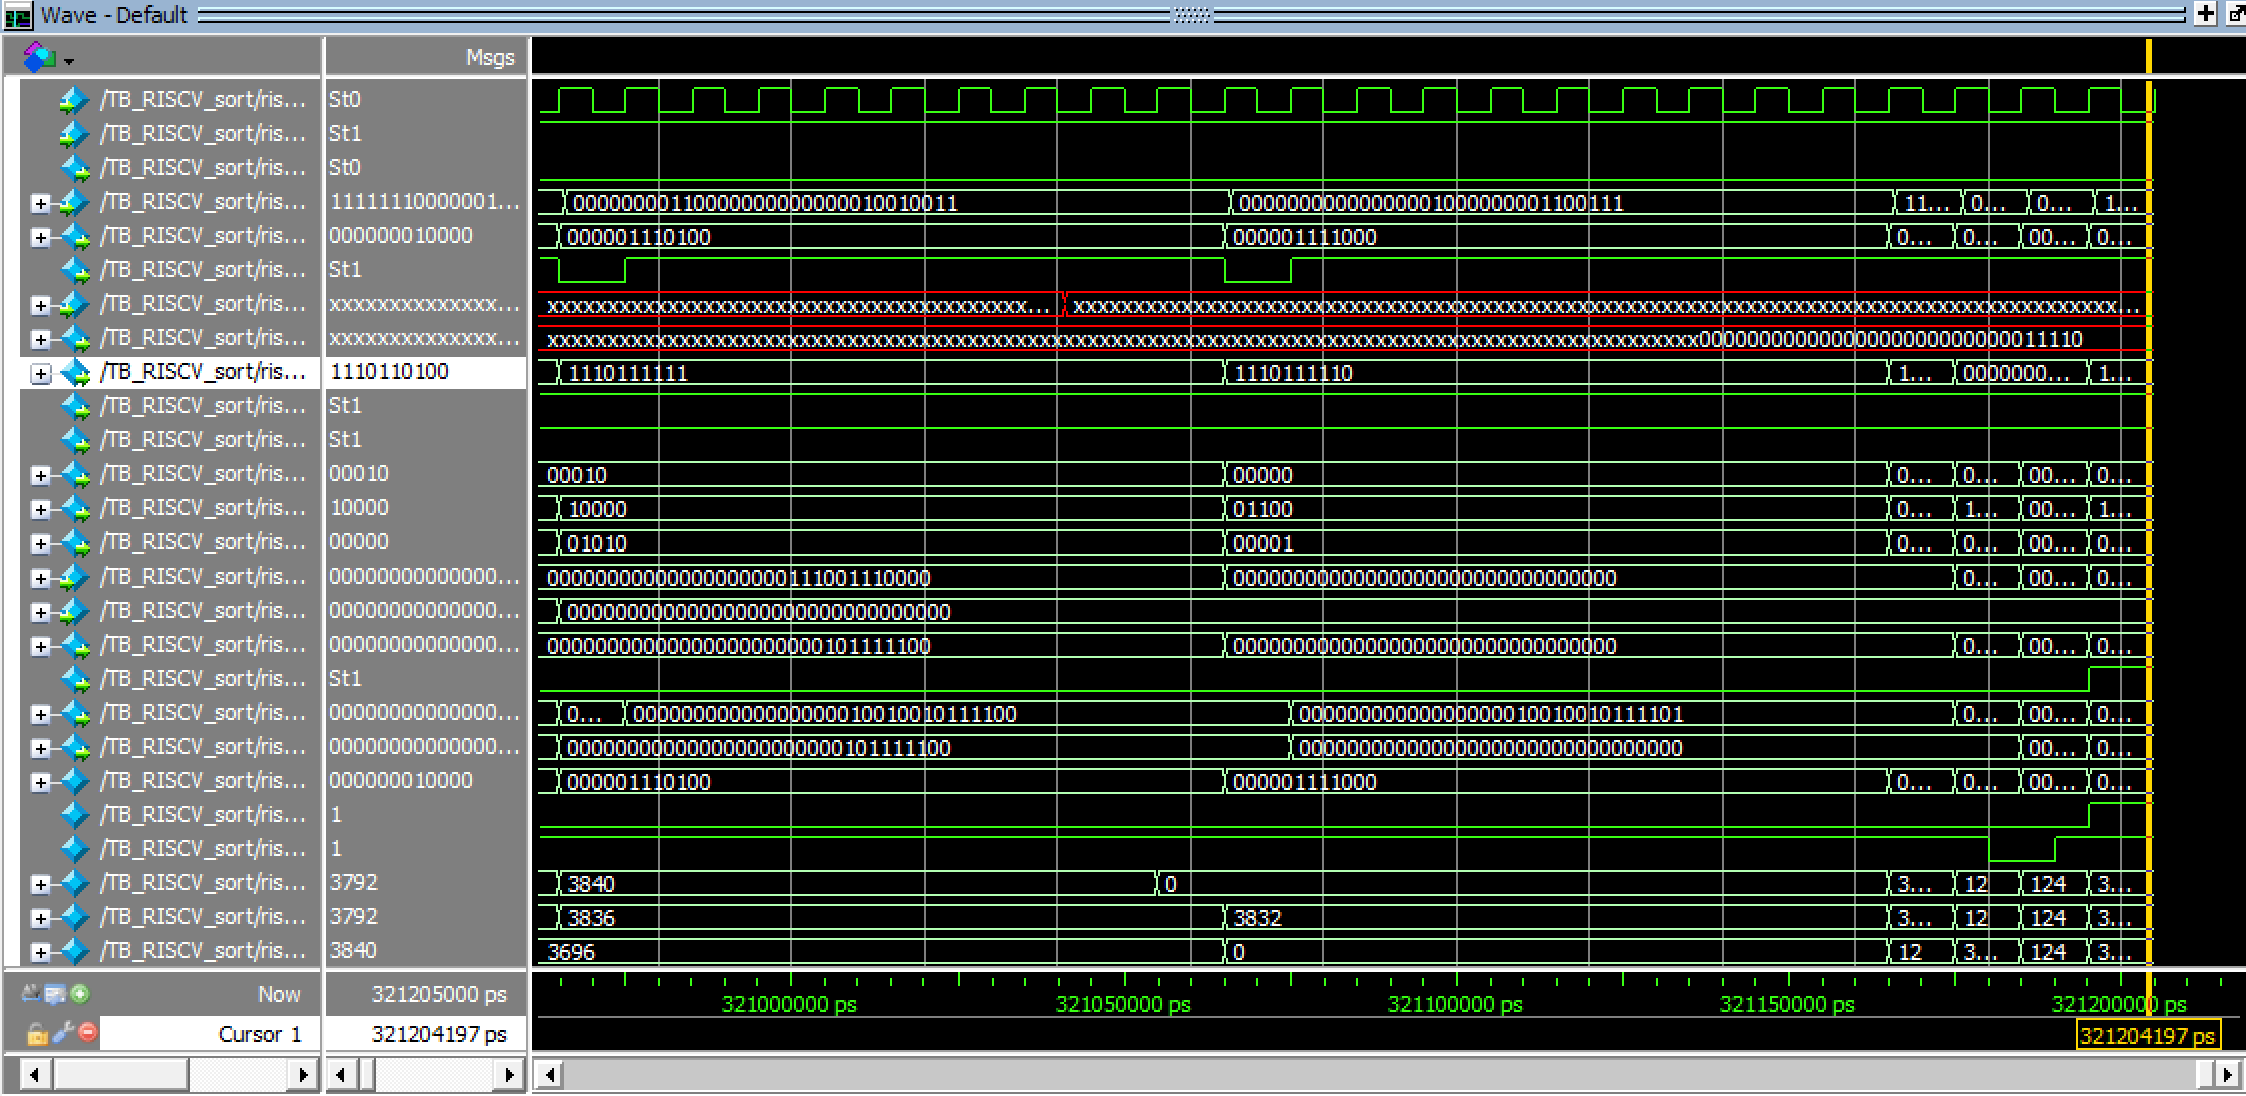 Wave - Default
Msgs
/TB_RISCV_sort/ris... St0
/TB_RISCV_sort/ris... St1
/TB_RISCV_sort/ris... St0
/TB_RISCV_sort/ris... 11111110000001... 00000000110000000000000010010011 00000000000000001000000001100111 11... 0... 0... 1...
/TB_RISCV_sort/ris... 000000010000 000001110100 000001111000 0... 0... 00... 0...
/TB_RISCV_sort/ris... St1
/TB_RISCV_sort/ris... xxxxxxxxxxxxxx... xxxxxxxxxxxxxxxxxxxxxxxxxxxxxxxxxxxxxxxx... xxxxxxxxxxxxxxxxxxxxxxxxxxxxxxxxxxxxxxxxxxxxxxxxxxxxxxxxxxxxxxxxxxxxxxxxxxxxxxxxxxxxxxx...
/TB_RISCV_sort/ris... xxxxxxxxxxxxxx... xxxxxxxxxxxxxxxxxxxxxxxxxxxxxxxxxxxxxxxxxxxxxxxxxxxxxxxxxxxxxxxxxxxxxxxxxxxxxxxxxxxxxxxxxxxxxxxx00000000000000000000000000011110
/TB_RISCV_sort/ris... 1110110100 1110111111 1110111110 1... 0000000... 1...
/TB_RISCV_sort/ris... St1
/TB_RISCV_sort/ris... St1
/TB_RISCV_sort/ris... 00010 00010 00000 0... 0... 00... 0...
/TB_RISCV_sort/ris... 10000 10000 01100 0... 1... 00... 1...
/TB_RISCV_sort/ris... 00000 01010 00001 0... 0... 00... 0...
/TB_RISCV_sort/ris... 00000000000000... 00000000000000000000111001110000 00000000000000000000000000000000 0... 00... 0...
/TB_RISCV_sort/ris... 00000000000000... 00000000000000000000000000000000
/TB_RISCV_sort/ris... 00000000000000... 00000000000000000000000101111100 00000000000000000000000000000000 0... 00... 0...
/TB_RISCV_sort/ris... St1
/TB_RISCV_sort/ris... 00000000000000... 0... 00000000000000000010010010111100 00000000000000000010010010111101 0... 00... 0...
/TB_RISCV_sort/ris... 00000000000000... 00000000000000000000000101111100 00000000000000000000000000000000 00... 0...
/TB_RISCV_sort/ris... 000000010000 000001110100 000001111000 0... 0... 00... 0...
/TB_RISCV_sort/ris... 1
/TB_RISCV_sort/ris... 1
/TB_RISCV_sort/ris... 3792 3840 0 3... 12 124 3...
/TB_RISCV_sort/ris... 3792 3836 3832 3... 12 124 3...
/TB_RISCV_sort/ris... 3840 3696 0 12 3... 124 3...
Now 321205000 ps 321000000 ps 321050000 ps 321100000 ps 321150000 ps 321200000 ps
Cursor 1 321204197 ps 321204197 ps